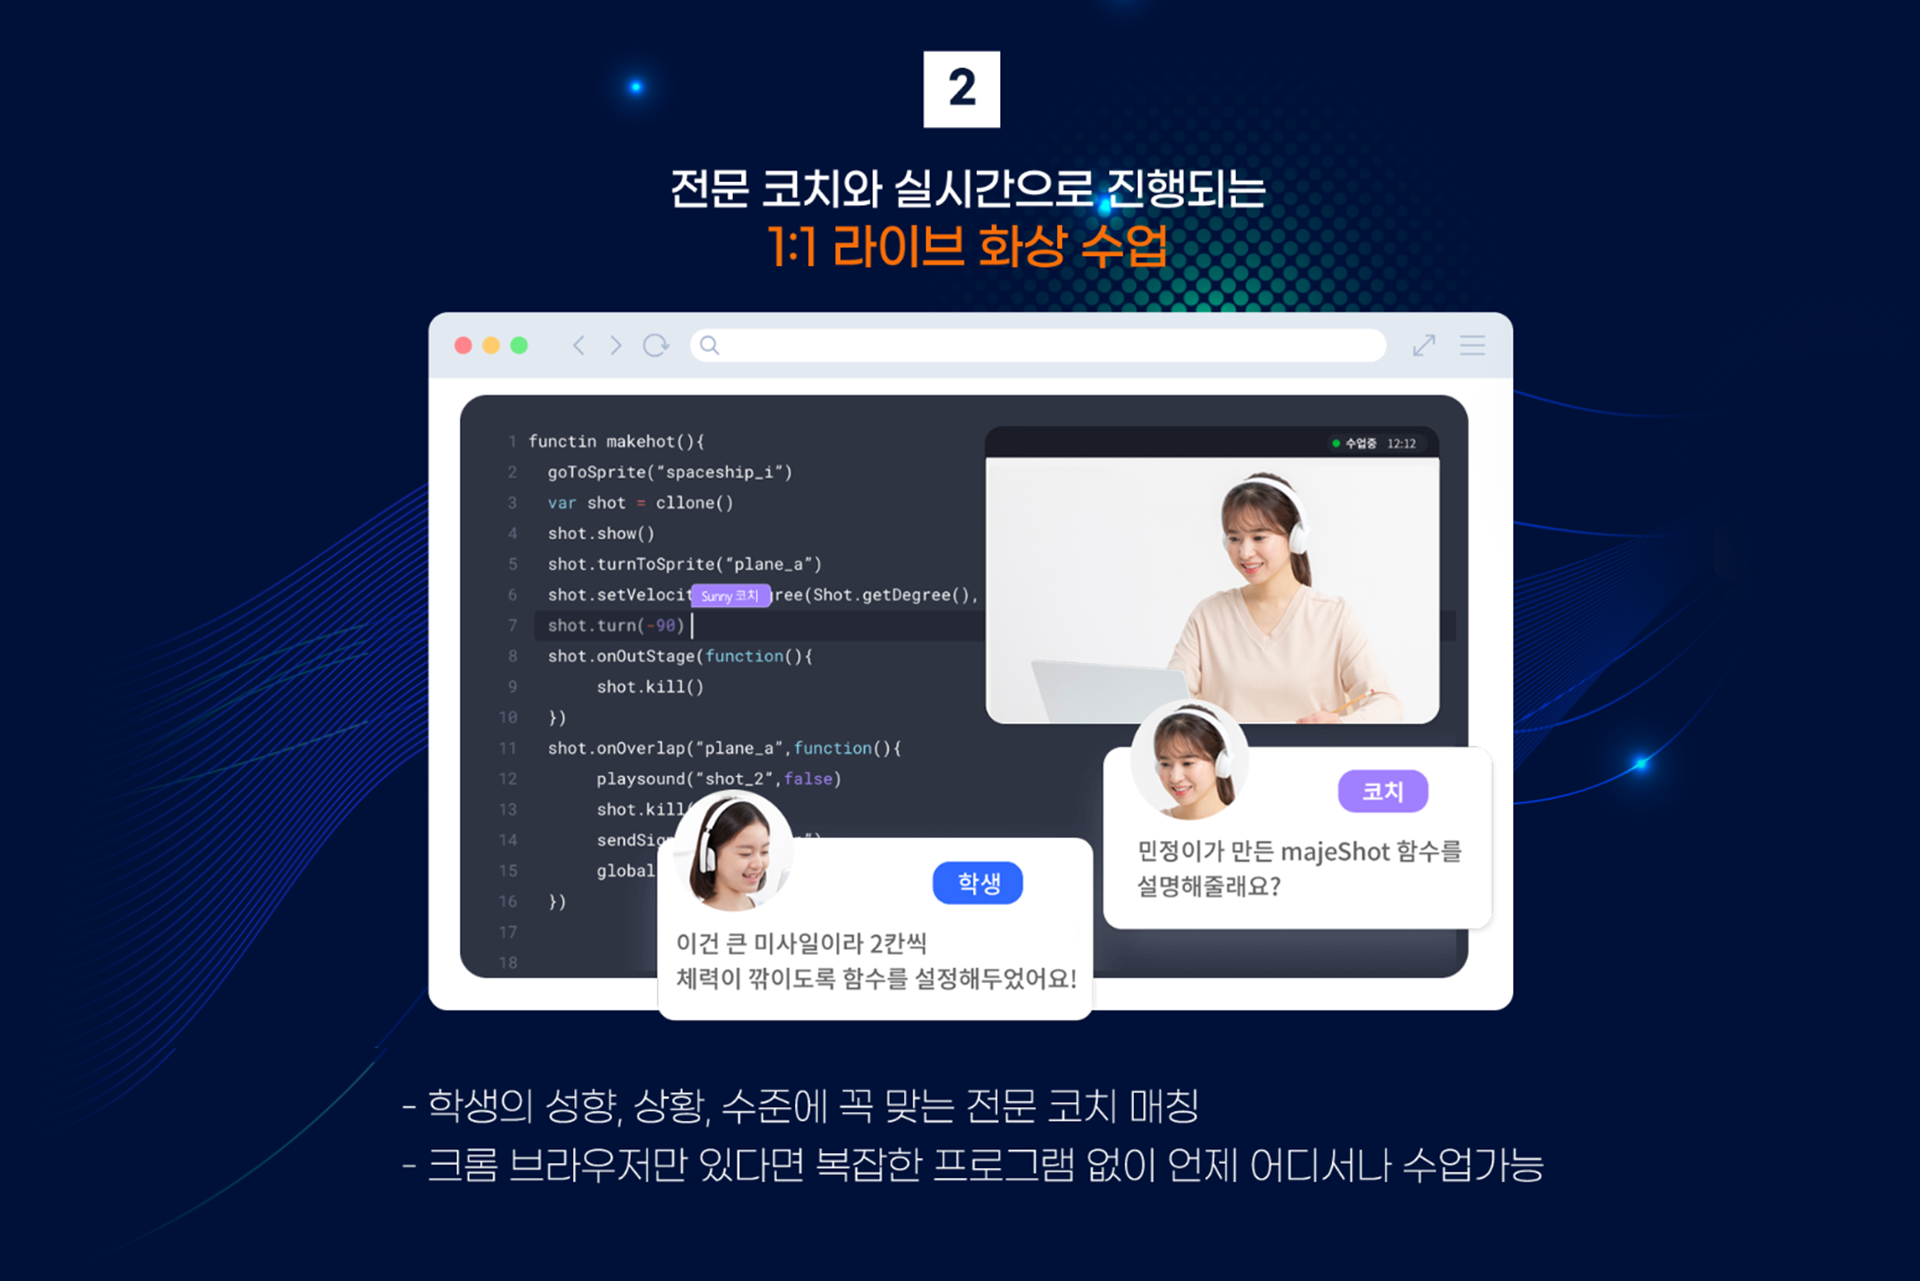 2
전문 코치와 실시간으로 진행되는
1:1 라이브 화상 수업
수업중 12:12
1 functin makehot(){
2 goToSprite(“spaceship_i”)
3 var shot = cllone()
4 shot.show()
5 shot.turnToSprite(“plane_a”)
6 shot.setVelocit Sunny 코치 gree(Shot.getDegree(),
7 shot.turn(-90)
8 shot.onOutStage(function(){
9 shot.kill()
10 })
11 shot.onOverlap(“plane_a”,function(){
12 playsound(“shot_2”,false)
13 shot.kill(
14 sendSig
15 global
16 })
17
18
코치
민정이가 만든 majeShot 함수를
설명해줄래요?
학생
이건 큰 미사일이라 2칸씩
체력이 깎이도록 함수를 설정해두었어요!
- 학생의 성향, 상황, 수준에 꼭 맞는 전문 코치 매칭
- 크롬 브라우저만 있다면 복잡한 프로그램 없이 언제 어디서나 수업가능